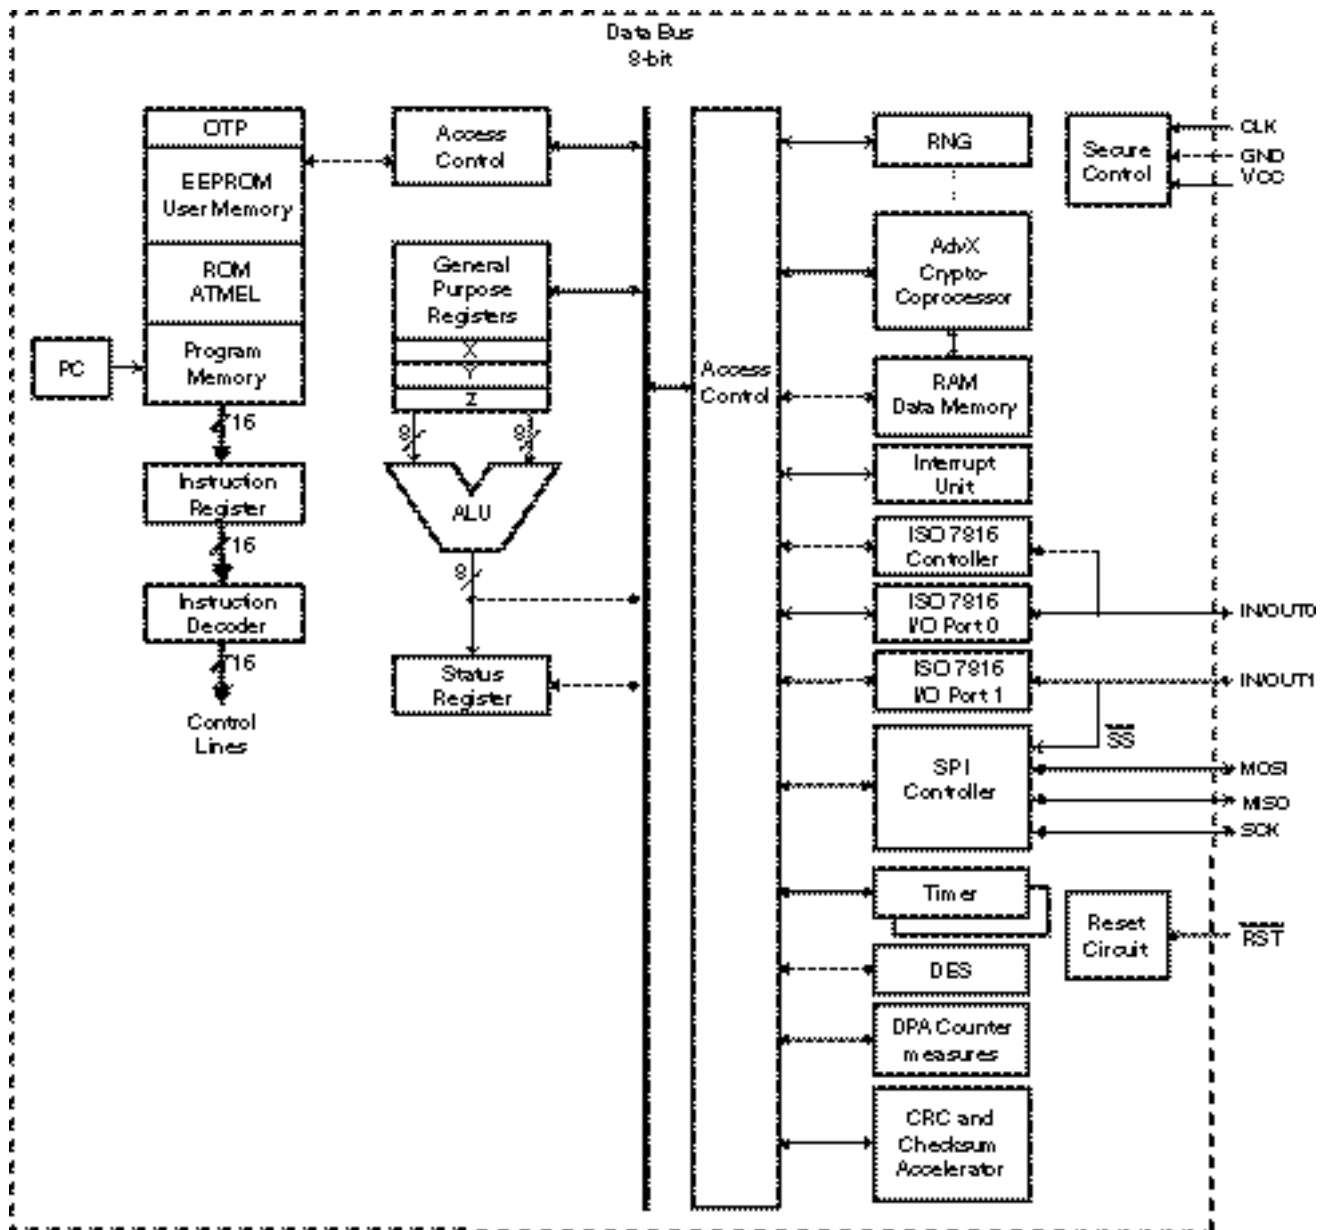 Data Bus
8-bit
OTP
EEPROM
User Memory
ROM
ATMEL
Program
Memory
PC
16
Instruction
Register
16
Instruction
Decoder
16
Control
Lines
Access
Control
General
Purpose
Registers
X
Y
Z
8
8
ALU
8
Status
Register
Access
Control
RNG
AdvX
Crypto-
Coprocessor
RAM
Data Memory
Interrupt
Unit
ISO 7816
Controller
ISO 7816
I/O Port 0
ISO 7816
I/O Port 1
SS
SPI
Controller
Timer
DES
DPA Counter
measures
CRC and
Checksum
Accelerator
Secure
Control
CLK
GND
VCC
IN/OUT0
IN/OUT1
MOSI
MISO
SCK
Reset
Circuit
RST